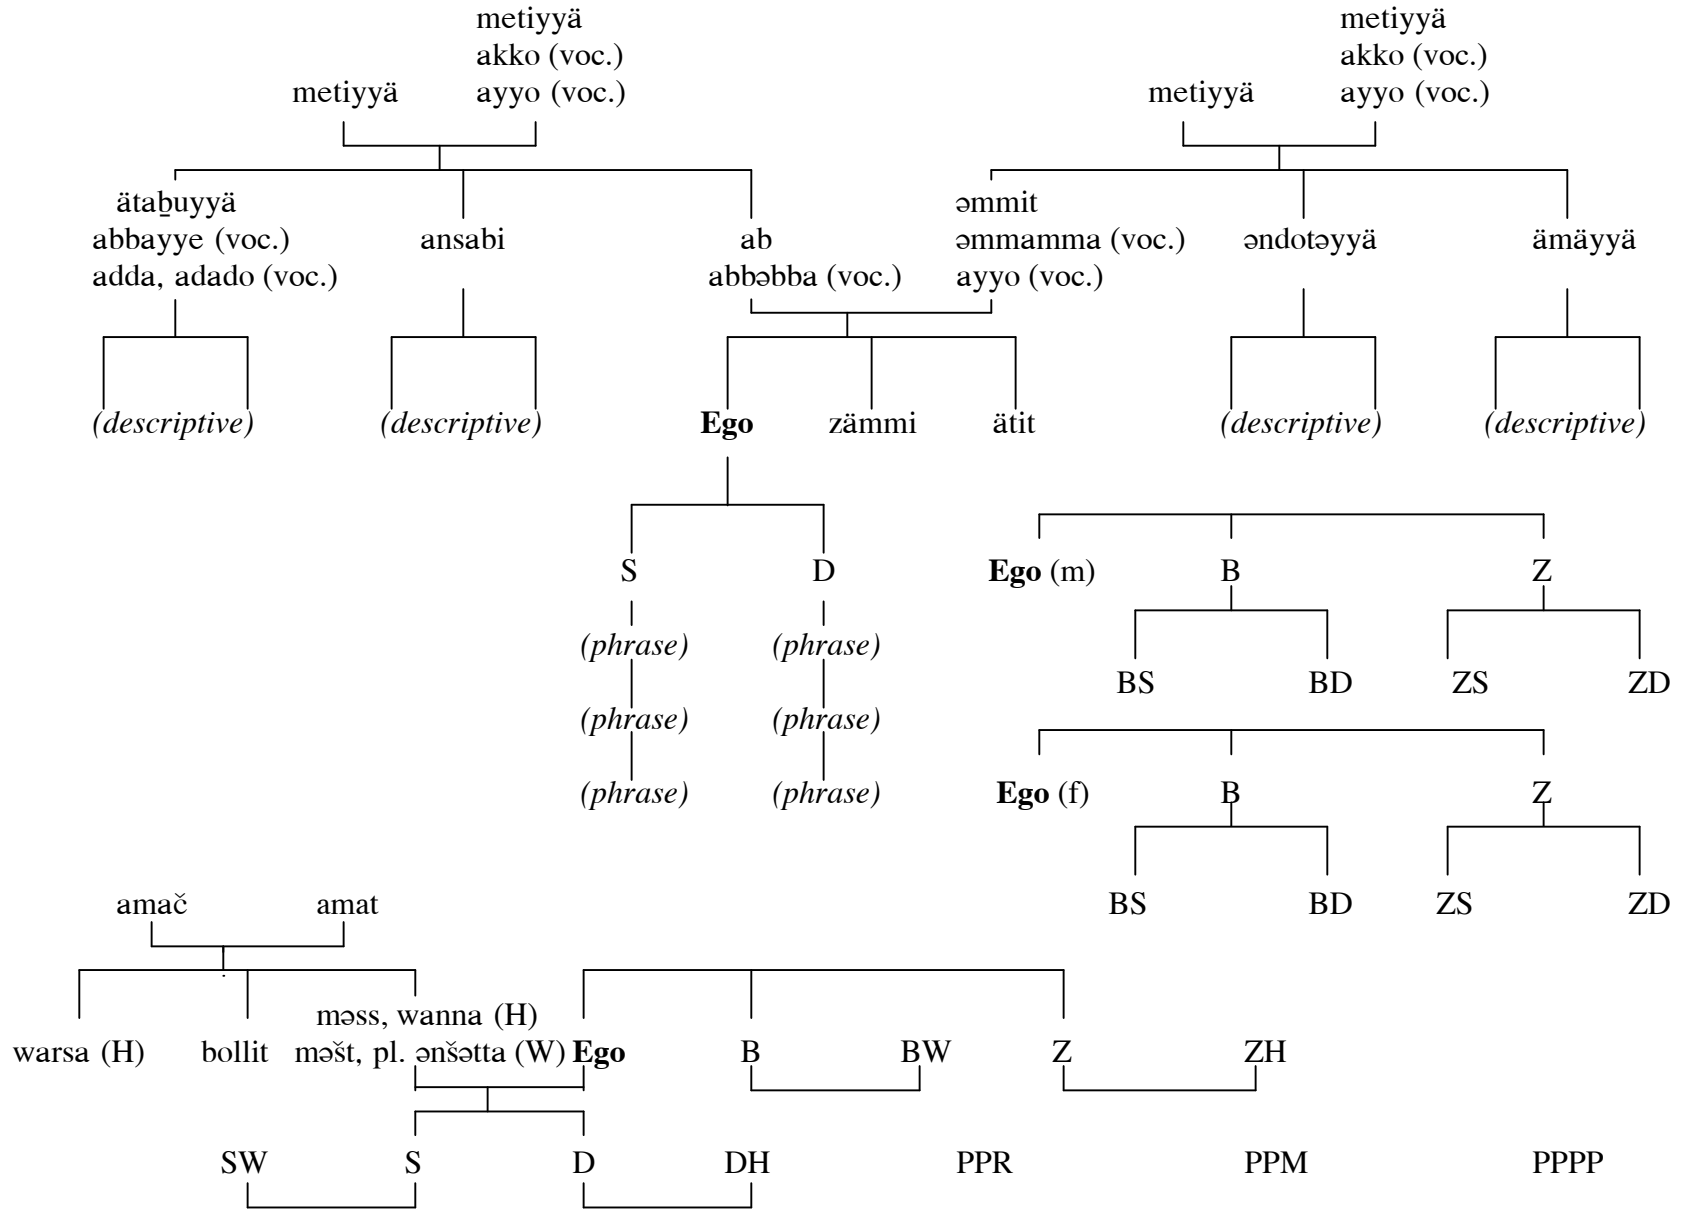 metiyyä metiyyä
akko (voc.) akko (voc.)
metiyyä ayyo (voc.) metiyyä ayyo (voc.)
ätaḇuyyä əmmit
abbayye (voc.) ansabi ab əmmamma (voc.) əndotəyyä ämäyyä
adda, adado (voc.) abbəbba (voc.) ayyo (voc.)
(descriptive) (descriptive) Ego zämmi ätit (descriptive) (descriptive)
S D Ego (m) B Z
(phrase) (phrase)
BS BD ZS ZD
(phrase) (phrase)
(phrase) (phrase) Ego (f) B Z
amač amat BS BD ZS ZD
məss, wanna (H)
warsa (H) bollit məšt, pl. ənšətta (W) Ego B BW Z ZH
SW S D DH PPR PPM PPPP